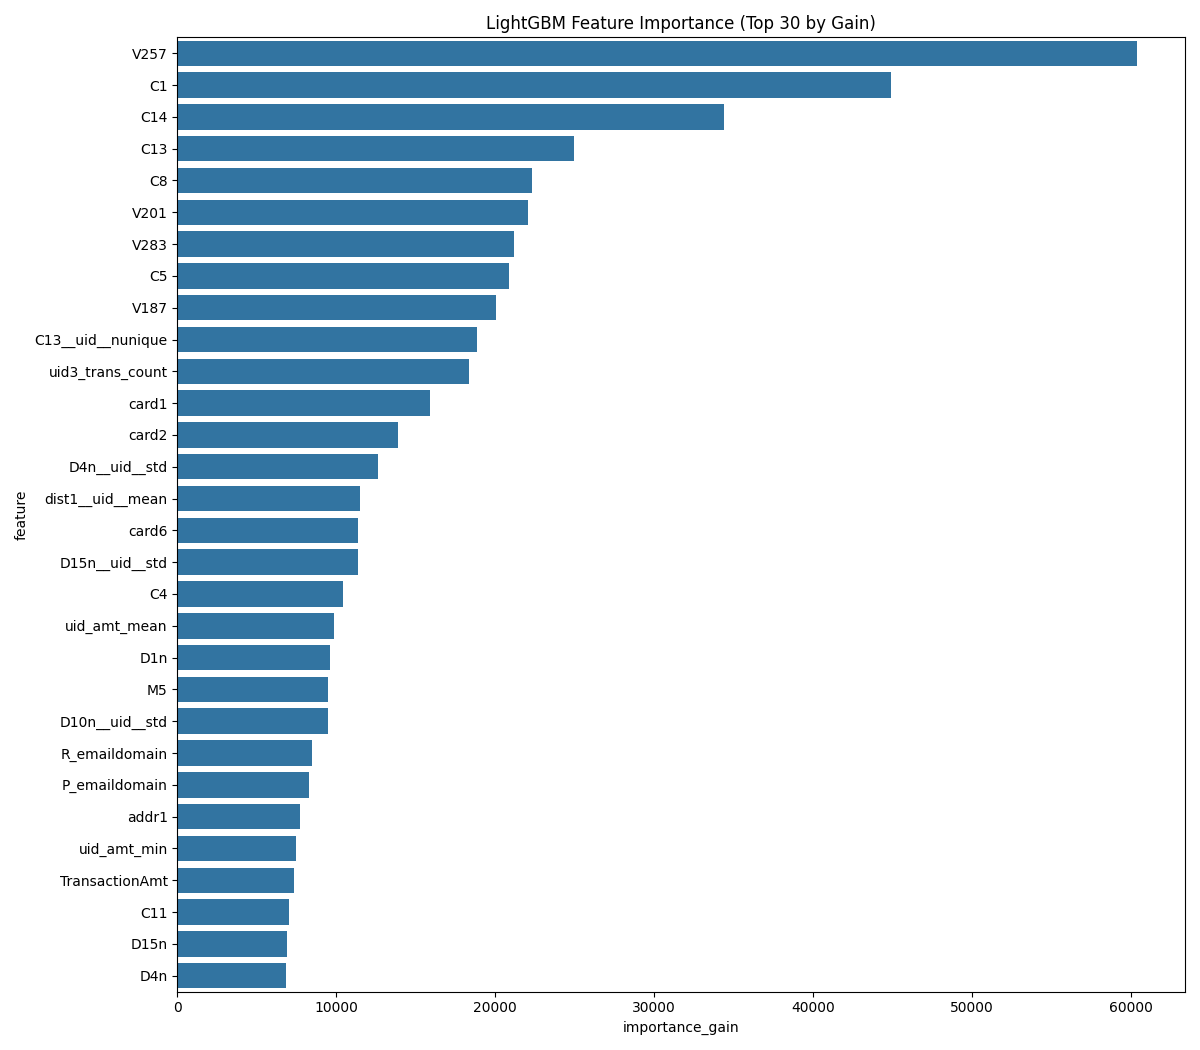 LightGBM Feature Importance (Top 30 by Gain)
V257
C1
C14
C13
C8
V201
V283
C5
V187
C13__uid__nunique
uid3_trans_count
card1
card2
D4n__uid__std
dist1__uid__mean
card6
D15n__uid__std
C4
uid_amt_mean
D1n
M5
D10n__uid__std
R_emaildomain
P_emaildomain
addr1
uid_amt_min
TransactionAmt
C11
D15n
D4n
feature
0 10000 20000 30000 40000 50000 60000
importance_gain